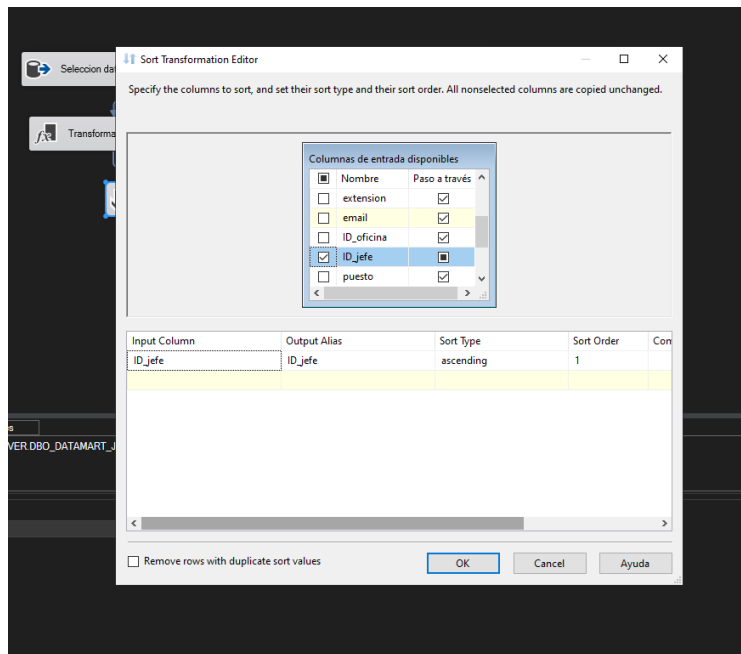 Seleccion dat
Sort Transformation Editor
Specify the columns to sort, and set their sort type and their sort order. All nonselected columns are copied unchanged.
fx Transforma
Columnas de entrada disponibles
Nombre Paso a través
extension
email
ID_oficina
ID_jefe
puesto
Input Column Output Alias Sort Type Sort Order Com
ID_jefe ID_jefe ascending 1
s
VER.DBO_DATAMART_J
Remove rows with duplicate sort values
OK Cancel Ayuda